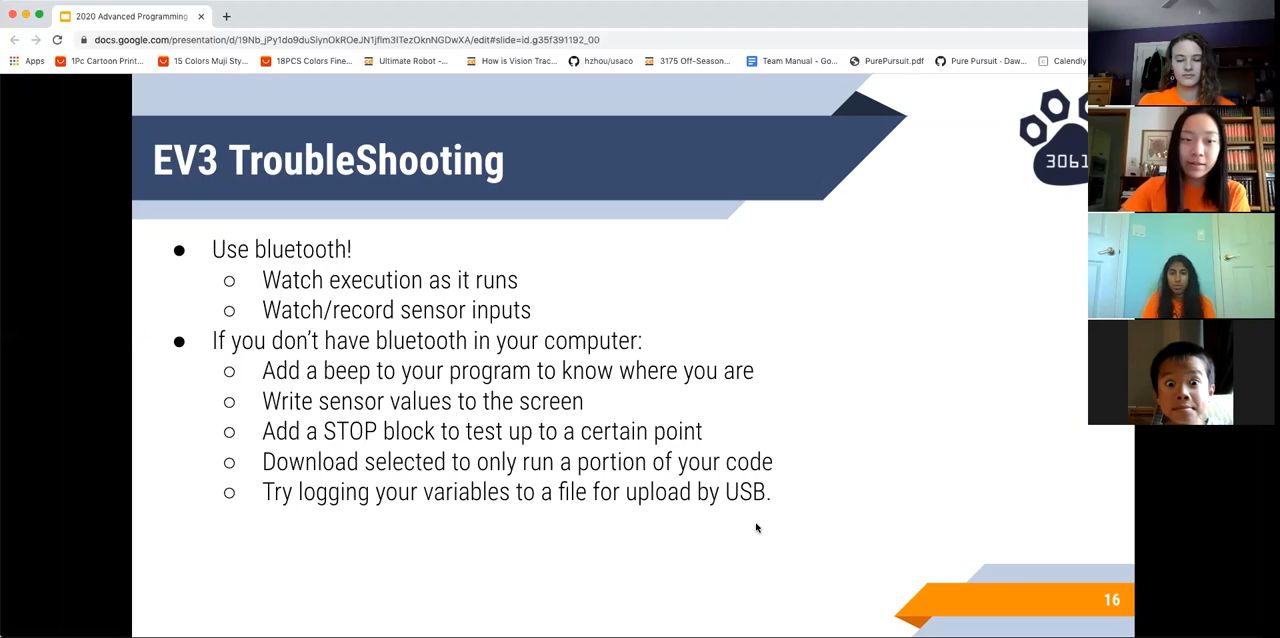 2020 Advanced Programming
docs.google.com/presentation/d/19Nb_jPy1do9duSiynOkROeJN1jflm3ITezOknNGDwXA/edit#slide=id.g35f391192_00
Apps 1Pc Cartoon Print... 15 Colors Muji Sty... 18PCS Colors Fine... Ultimate Robot -... How is Vision Trac... hzhou/usaco 3175 Off-Season... Team Manual - Go... PurePursuit.pdf Pure Pursuit - Daw... Calendly
3061
EV3 TroubleShooting
● Use bluetooth!
○ Watch execution as it runs
○ Watch/record sensor inputs
● If you don't have bluetooth in your computer:
○ Add a beep to your program to know where you are
○ Write sensor values to the screen
○ Add a STOP block to test up to a certain point
○ Download selected to only run a portion of your code
○ Try logging your variables to a file for upload by USB.
16